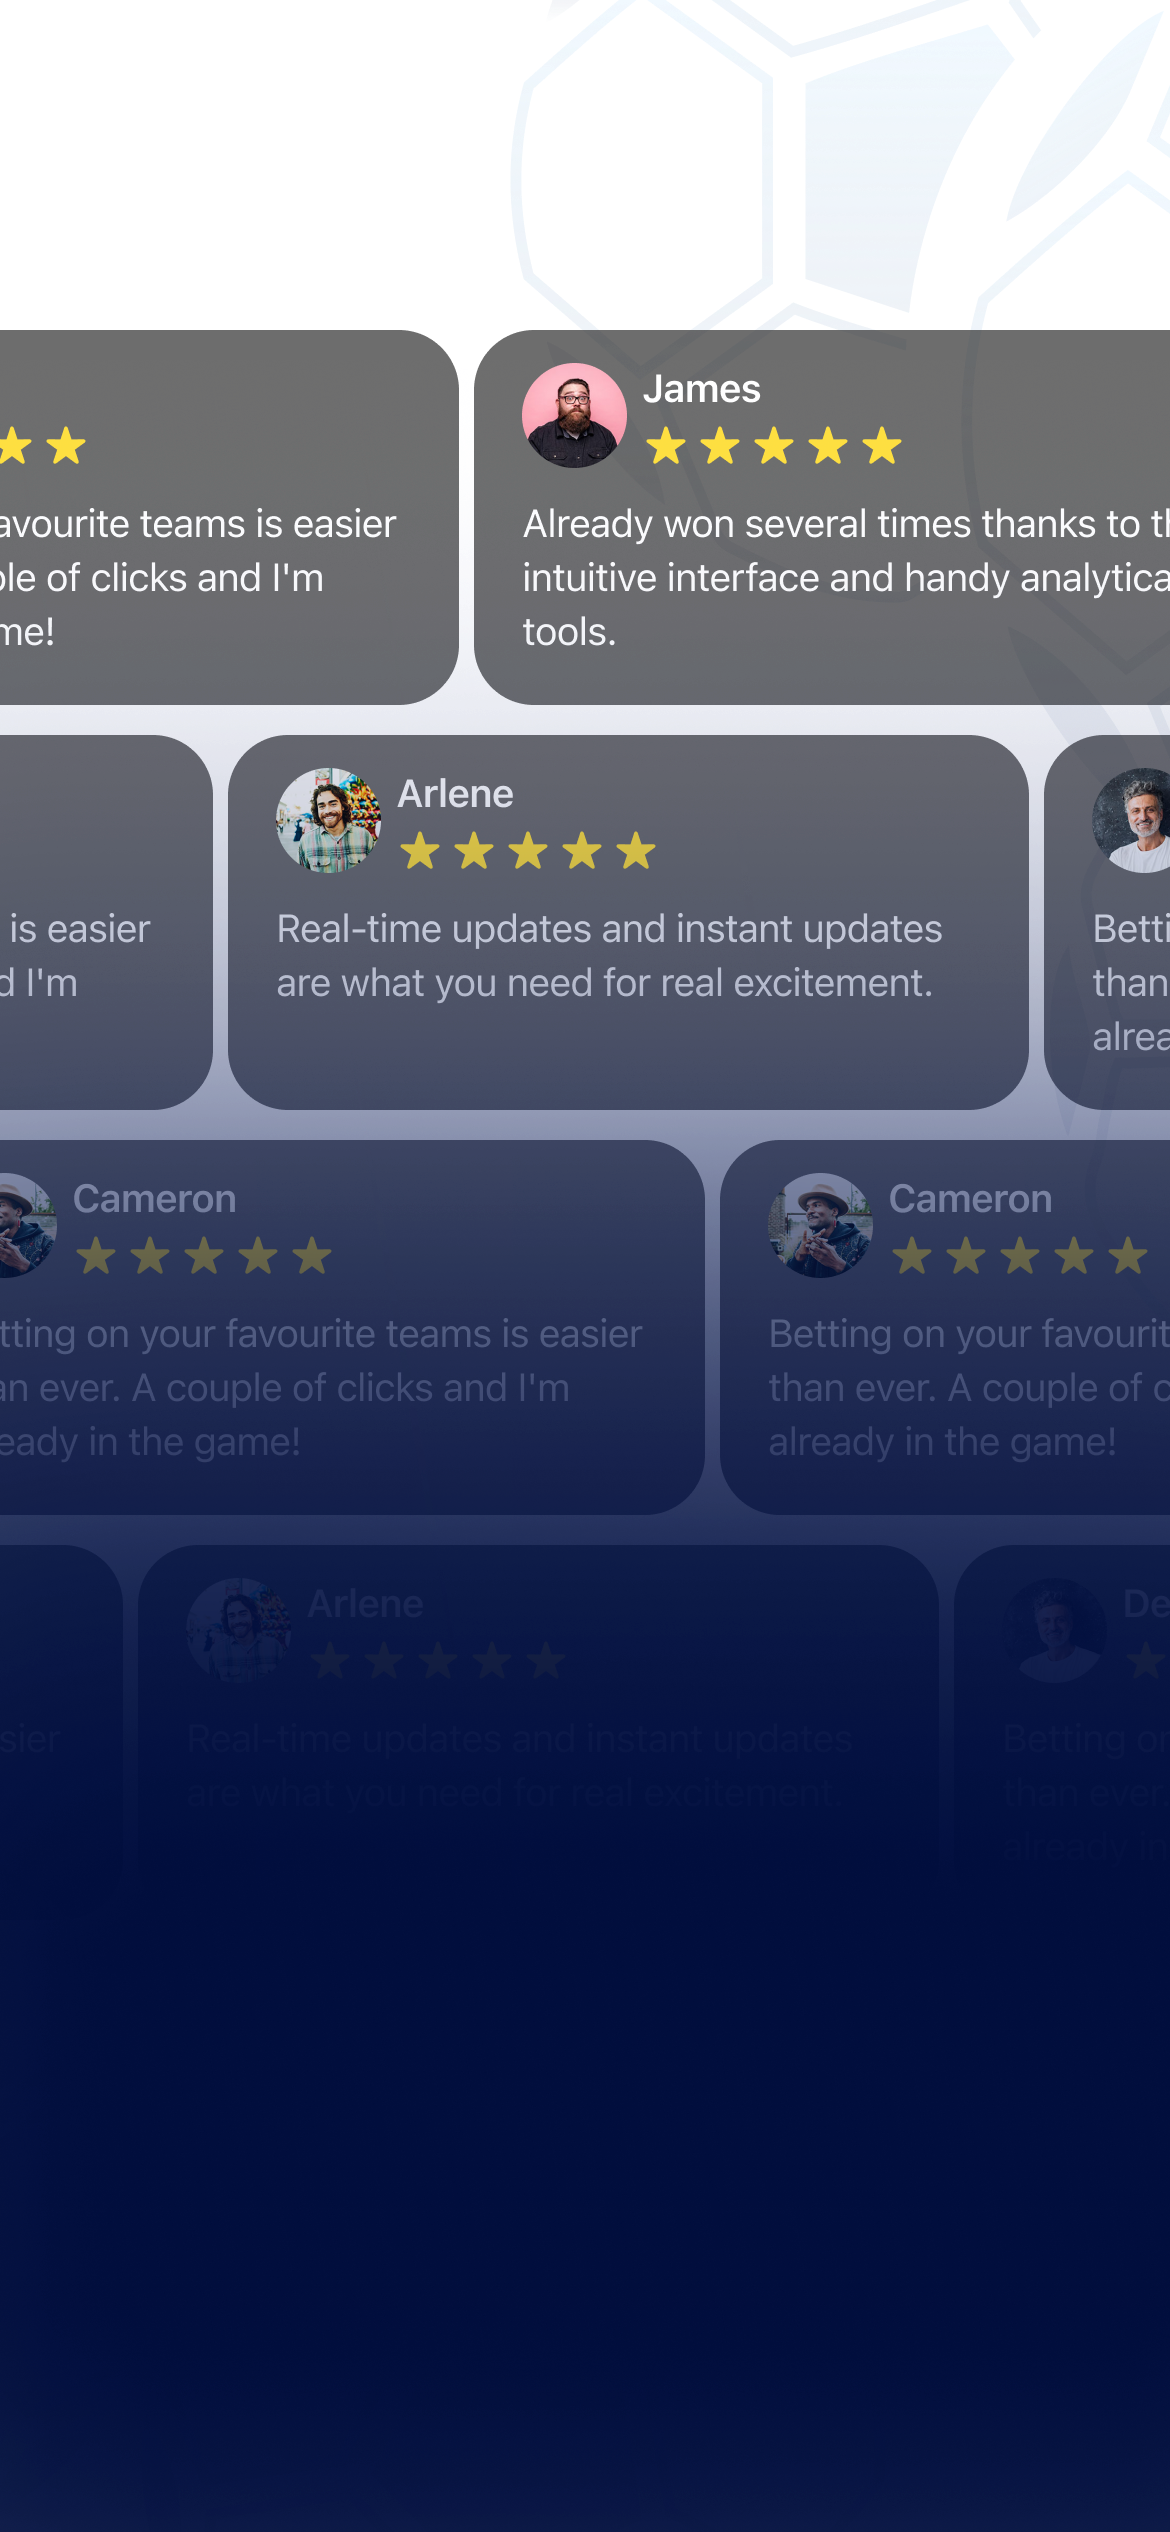 avourite teams is easier
le of clicks and I'm
me!
James
Already won several times thanks to
intuitive interface and handy analytica
tools.
is easier
d I'm
Arlene
Real-time updates and instant updates
are what you need for real excitement.
Betti
than
alrea
Cameron
tting on your favourite teams is easier
an ever. A couple of clicks and I'm
eady in the game!
Cameron
Betting on your favourit
than ever. A couple of c
already in the game!
sier
Arlene
Real-time updates and instant updates
are what you need for real excitement.
De
Betting or
than ever
already in